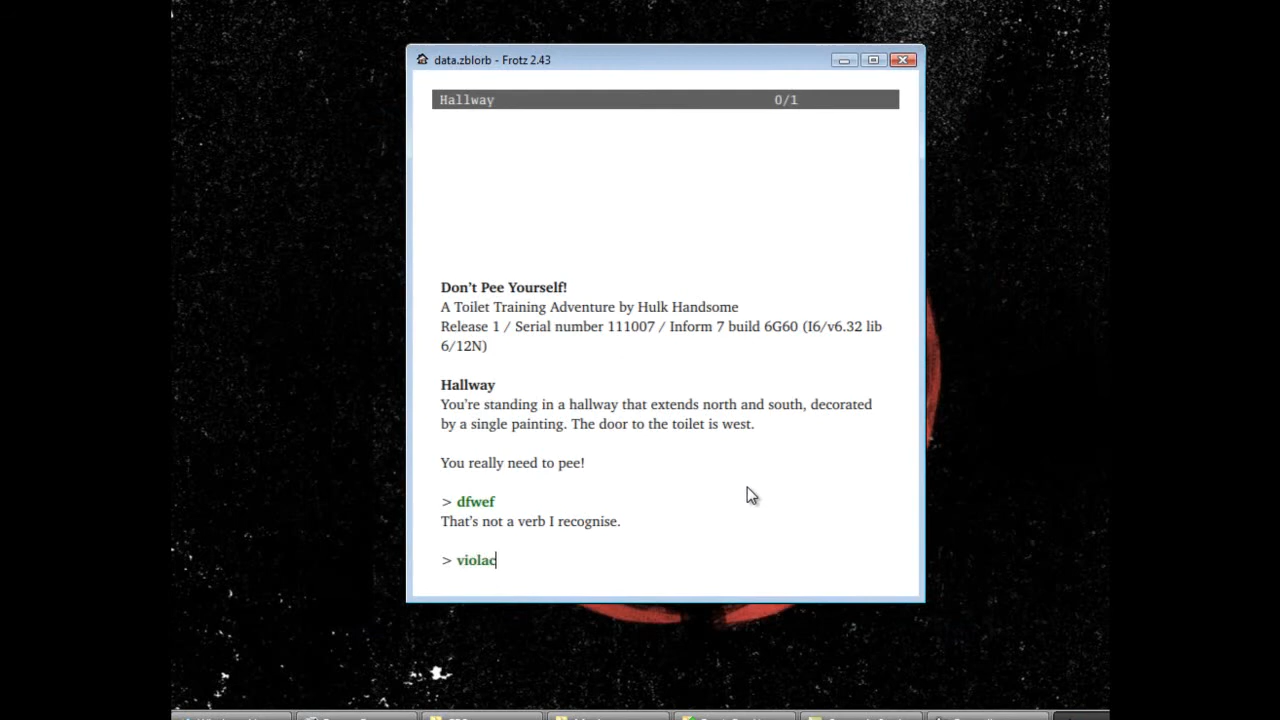 data.zblorb - Frotz 2.43
Hallway 0/1
Don't Pee Yourself!
A Toilet Training Adventure by Hulk Handsome
Release 1 / Serial number 111007 / Inform 7 build 6G60 (I6/v6.32 lib
6/12N)
Hallway
You're standing in a hallway that extends north and south, decorated
by a single painting. The door to the toilet is west.
You really need to pee!
> dfwef
That's not a verb I recognise.
> violac